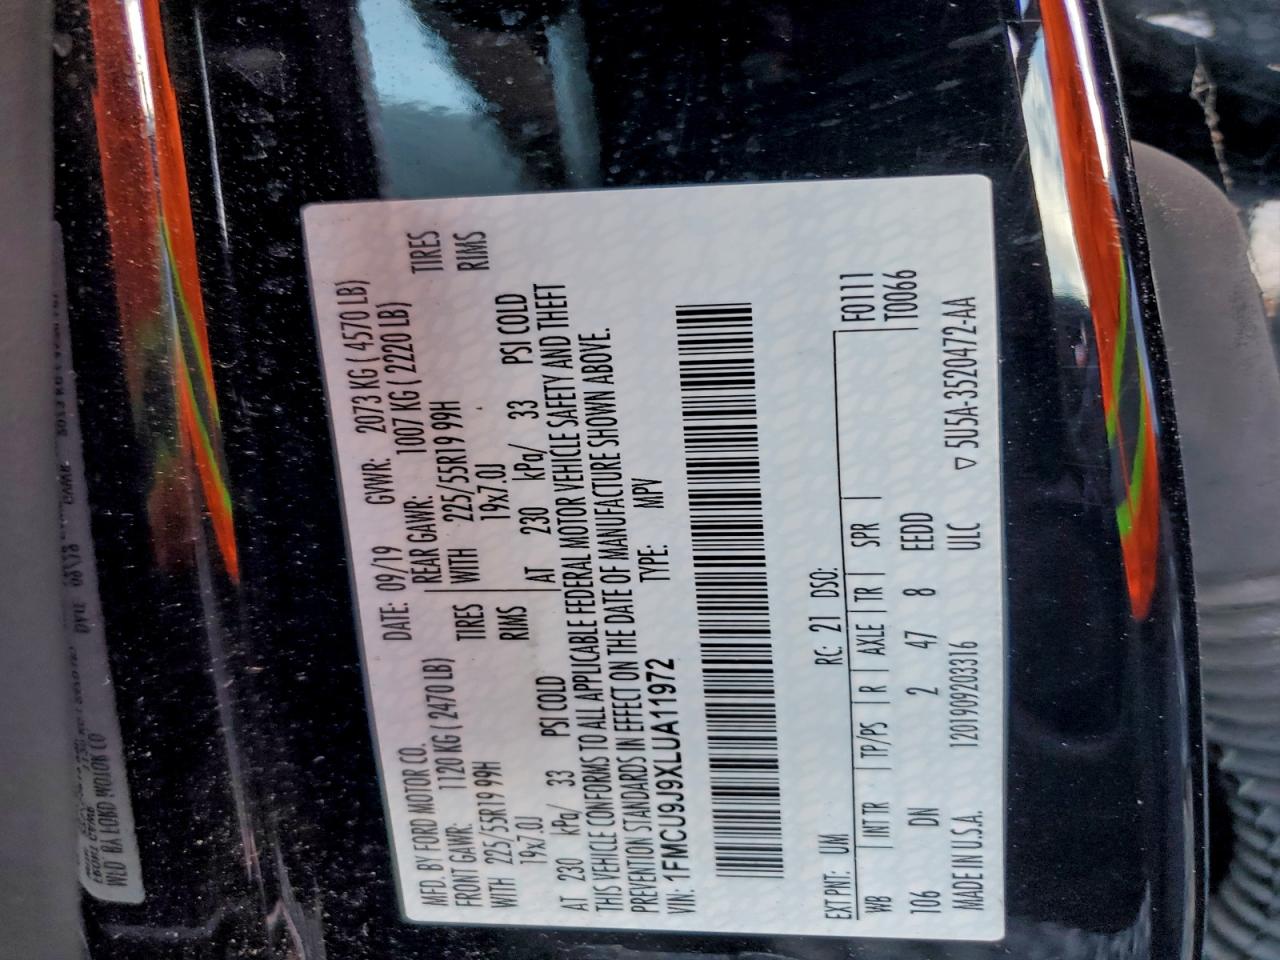 MFD. BY FORD MOTOR CO.
DATE: 09/19 GVWR: 2073 KG ( 4570 LB)
FRONT GAWR: 1120 KG ( 2470 LB) REAR GAWR: 1007 KG ( 2220 LB)
WITH 225/55R19 99H TIRES WITH 225/55R19 99H TIRES
19x7.0J RIMS 19x7.0J RIMS
AT 230 kPa/ 33 PSI COLD AT 230 kPa/ 33 PSI COLD
THIS VEHICLE CONFORMS TO ALL APPLICABLE FEDERAL MOTOR VEHICLE SAFETY AND THEFT
PREVENTION STANDARDS IN EFFECT ON THE DATE OF MANUFACTURE SHOWN ABOVE.
VIN: 1FMCU9J9XLUA11972 TYPE: MPV
EXT PNT: UM RC: 21 DSO: F0111
WB INT TR TP/PS R AXLE TR SPR T0066
106 DN 2 47 8 EEDD
MADE IN U.S.A. 120190920331​6 ULC ▽ 5U5A-3520472-AA